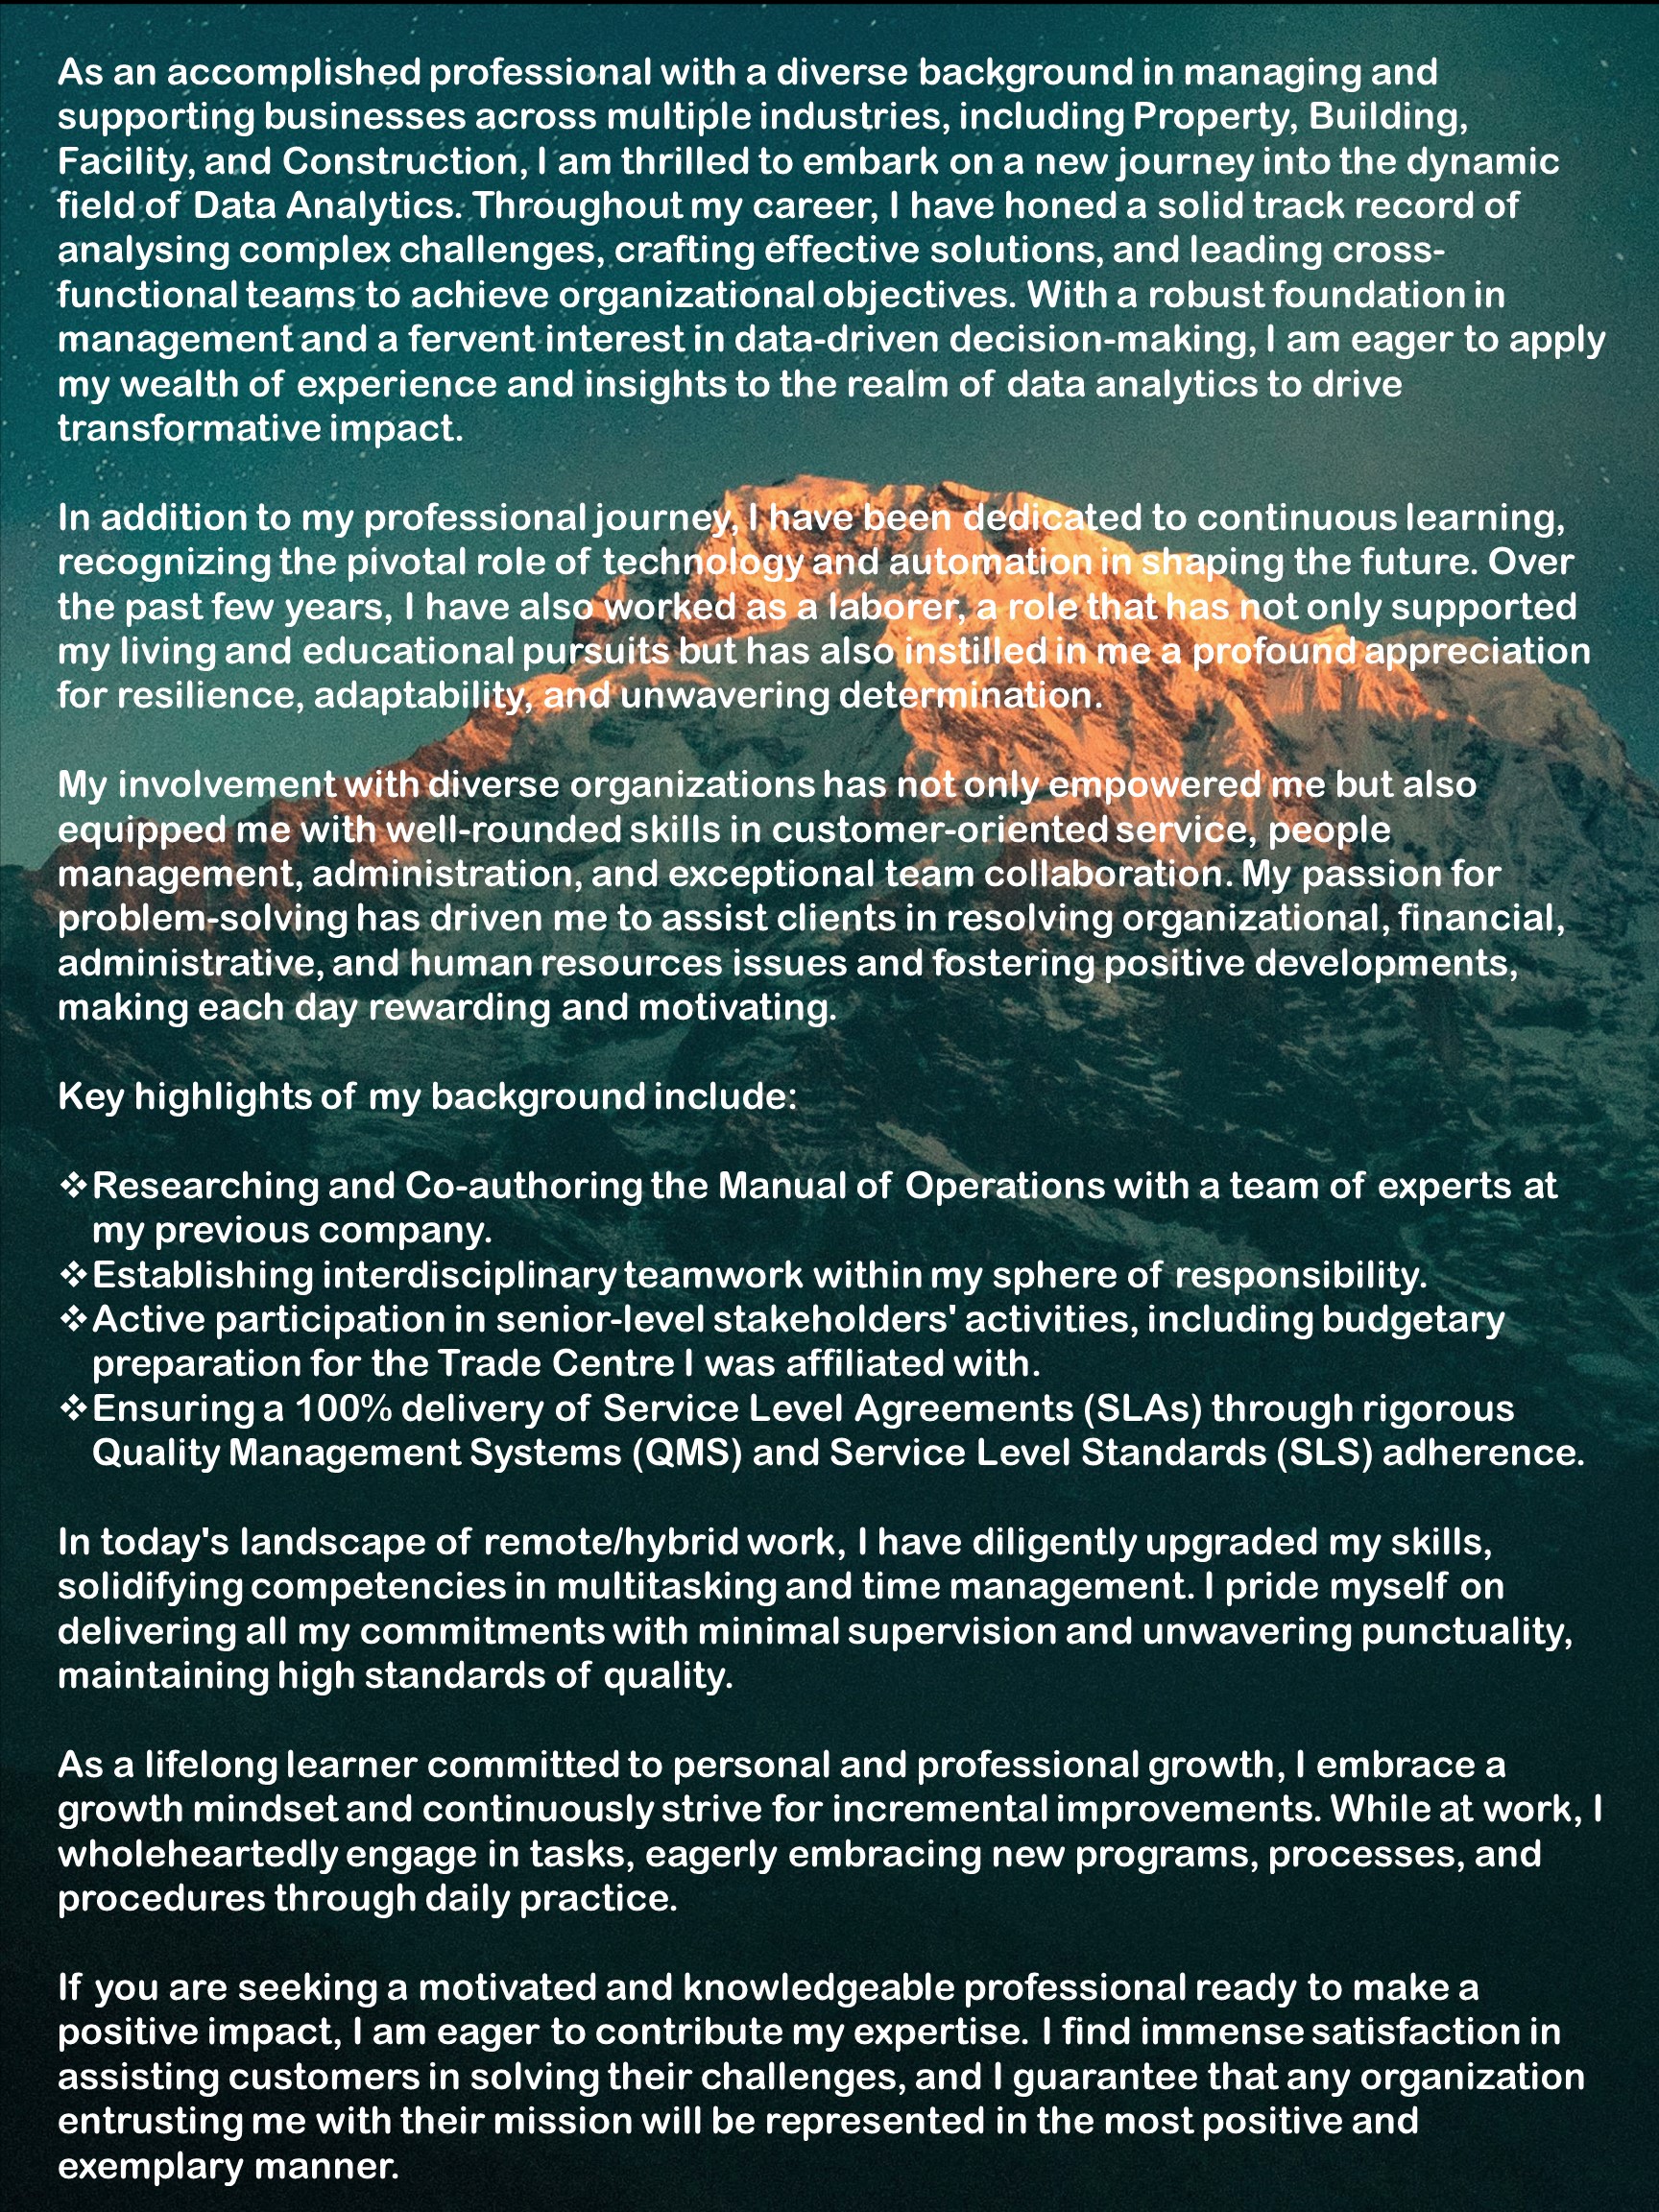 As an accomplished professional with a diverse background in managing and
supporting businesses across multiple industries, including Property, Building,
Facility, and Construction, I am thrilled to embark on a new journey into the dynamic
field of Data Analytics. Throughout my career, I have honed a solid track record of
analysing complex challenges, crafting effective solutions, and leading cross-
functional teams to achieve organizational objectives. With a robust foundation in
management and a fervent interest in data-driven decision-making, I am eager to apply
my wealth of experience and insights to the realm of data analytics to drive
transformative impact.
In addition to my professional journey, I have been dedicated to continuous learning,
recognizing the pivotal role of technology and automation in shaping the future. Over
the past few years, I have also worked as a laborer, a role that has not only supported
my living and educational pursuits but has also instilled in me a profound appreciation
for resilience, adaptability, and unwavering determination.
My involvement with diverse organizations has not only empowered me but also
equipped me with well-rounded skills in customer-oriented service, people
management, administration, and exceptional team collaboration. My passion for
problem-solving has driven me to assist clients in resolving organizational, financial,
administrative, and human resources issues and fostering positive developments,
making each day rewarding and motivating.
Key highlights of my background include:
❖Researching and Co-authoring the Manual of Operations with a team of experts at
my previous company.
❖Establishing interdisciplinary teamwork within my sphere of responsibility.
❖Active participation in senior-level stakeholders' activities, including budgetary
preparation for the Trade Centre I was affiliated with.
❖Ensuring a 100% delivery of Service Level Agreements (SLAs) through rigorous
Quality Management Systems (QMS) and Service Level Standards (SLS) adherence.
In today's landscape of remote/hybrid work, I have diligently upgraded my skills,
solidifying competencies in multitasking and time management. I pride myself on
delivering all my commitments with minimal supervision and unwavering punctuality,
maintaining high standards of quality.
As a lifelong learner committed to personal and professional growth, I embrace a
growth mindset and continuously strive for incremental improvements. While at work, I
wholeheartedly engage in tasks, eagerly embracing new programs, processes, and
procedures through daily practice.
If you are seeking a motivated and knowledgeable professional ready to make a
positive impact, I am eager to contribute my expertise. I find immense satisfaction in
assisting customers in solving their challenges, and I guarantee that any organization
entrusting me with their mission will be represented in the most positive and
exemplary manner.